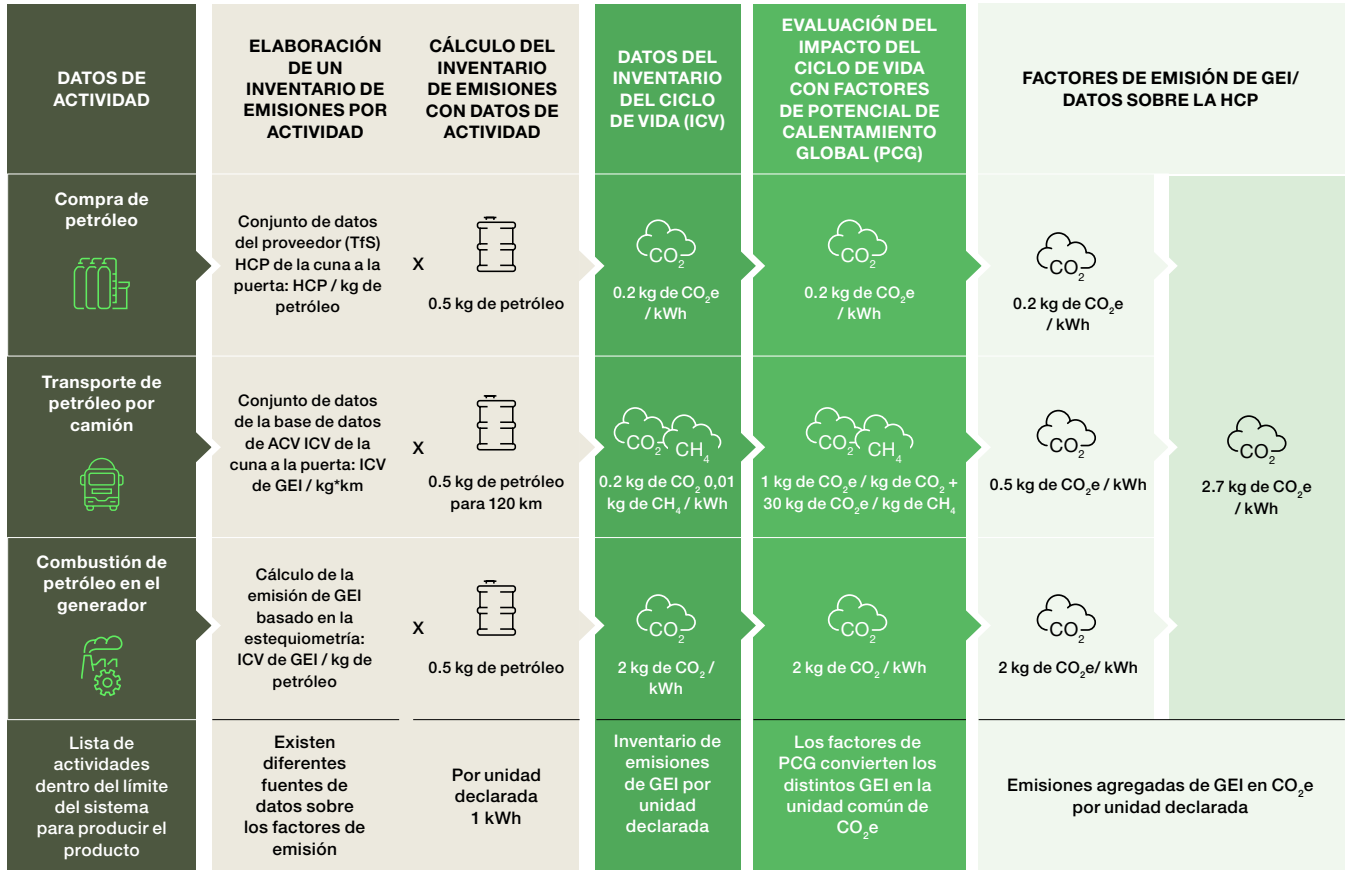 DATOS DE
ACTIVIDAD
ELABORACIÓN
DE UN
INVENTARIO DE
EMISIONES POR
ACTIVIDAD
CÁLCULO DEL
INVENTARIO
DE EMISIONES
CON DATOS DE
ACTIVIDAD
DATOS DEL
INVENTARIO
DEL CICLO
DE VIDA (ICV)
EVALUACIÓN DEL
IMPACTO DEL
CICLO DE VIDA
CON FACTORES
DE POTENCIAL DE
CALENTAMIENTO
GLOBAL (PCG)
FACTORES DE EMISIÓN DE GEI/
DATOS SOBRE LA HCP
Compra de
petróleo
Conjunto de datos
del proveedor (TfS)
HCP de la cuna a la
puerta: HCP / kg de
petróleo
X
0.5 kg de petróleo
CO₂
0.2 kg de CO₂e
/ kWh
CO₂
0.2 kg de CO₂e
/ kWh
CO₂
0.2 kg de CO₂e
/ kWh
Transporte de
petróleo por
camión
Conjunto de datos
de la base de datos
de ACV ICV de la
cuna a la puerta: ICV
de GEI / kg*km
X
0.5 kg de petróleo
para 120 km
CO₂ CH₄
0.2 kg de CO₂ 0,01
kg de CH₄ / kWh
CO₂ CH₄
1 kg de CO₂e / kg de CO₂ +
30 kg de CO₂e / kg de CH₄
CO₂
0.5 kg de CO₂e / kWh
CO₂
2.7 kg de CO₂e
/ kWh
Combustión de
petróleo en el
generador
Cálculo de la
emisión de GEI
basado en la
estequiometría:
ICV de GEI / kg de
petróleo
X
0.5 kg de petróleo
CO₂
2 kg de CO₂ /
kWh
CO₂
2 kg de CO₂ / kWh
CO₂
2 kg de CO₂e/ kWh
Lista de
actividades
dentro del límite
del sistema
para producir el
producto
Existen
diferentes
fuentes de
datos sobre
los factores de
emisión
Por unidad
declarada
1 kWh
Inventario de
emisiones
de GEI por
unidad
declarada
Los factores de
PCG convierten los
distintos GEI en la
unidad común de
CO₂e
Emisiones agregadas de GEI en CO₂e
por unidad declarada